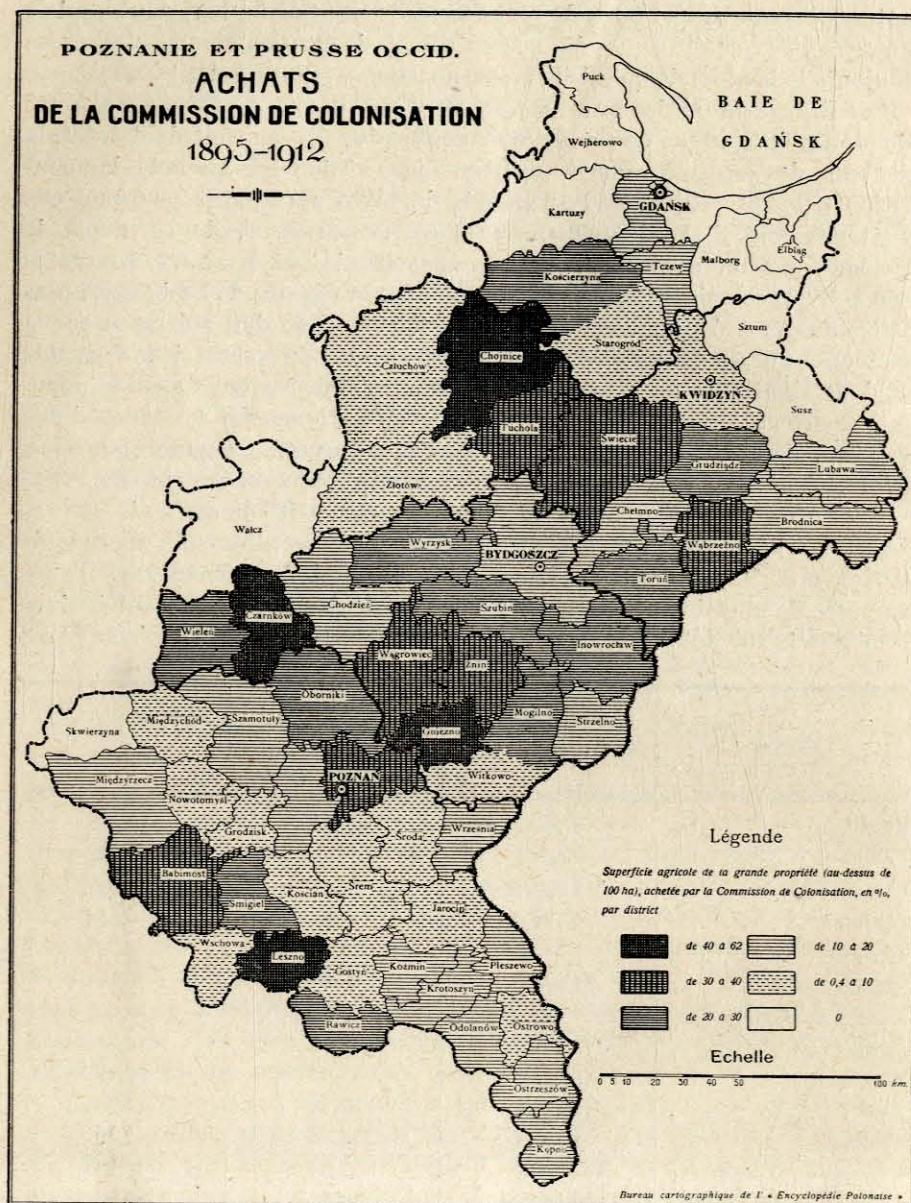 POZNANIE ET PRUSSE OCCID.
ACHATS
DE LA COMMISSION DE COLONISATION
1895-1912
BAIE DE
GDAŃSK
Puck
Wejherowo
Kartuzy
GDAŃSK
Elbląg
Malborg
Tczew
Kościerzyna
Sztum
Starogród
Chojnice
Człuchów
KWIDZYN
Susz
Tuchola
Świecie
Grudziądz
Lubawa
Złotów
Chełmno
Brodnica
Wałcz
Wyrzysk
BYDGOSZCZ
Wąbrzeźno
Toruń
Czarnków
Chodzież
Szubin
Wieleń
Inowrocław
Wągrowiec
Żnin
Oborniki
Mogilno
Strzelno
Skwierzyna
Międzychód
Szamotuły
Gniezno
Międzyrzecz
POZNAŃ
Witkowo
Nowotomyśl
Grodzisk
Środa
Września
Babimost
Śmigiel
Kościan
Śrem
Jarocin
Wschowa
Leszno
Gostyń
Koźmin
Pleszewo
Krotoszyn
Rawicz
Odolanów
Ostrowo
Ostrzeszów
Kępno
Légende
Superficie agricole de la grande propriété (au-dessus de
100 ha), achetée par la Commission de Colonisation, en %,
par district
de 40 à 62
de 10 à 20
de 30 à 40
de 0,4 à 10
de 20 à 30
0
Echelle
0 5 10 20 30 40 50 100 km.
Bureau cartographique de l' « Encyclopédie Polonaise »